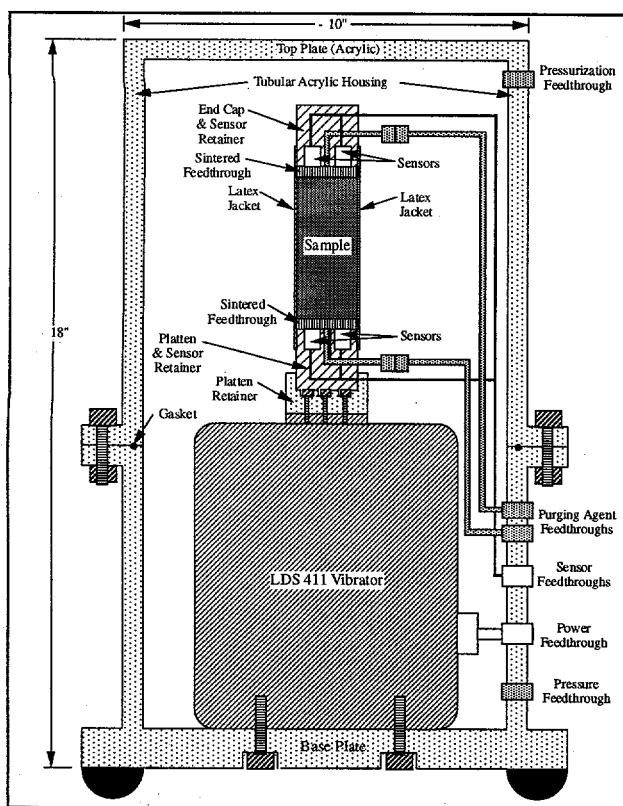 - 10"
Top Plate (Acrylic)
Tubular Acrylic Housing
Pressurization
Feedthrough
End Cap
& Sensor
Retainer
Sensors
Sintered
Feedthrough
Latex
Jacket
Latex
Jacket
Sample
18"
Sintered
Feedthrough
Sensors
Platten
& Sensor
Retainer
Platten
Retainer
Gasket
Purging Agent
Feedthroughs
LDS 411 Vibrator
Sensor
Feedthroughs
Power
Feedthrough
Pressure
Feedthrough
Base Plate